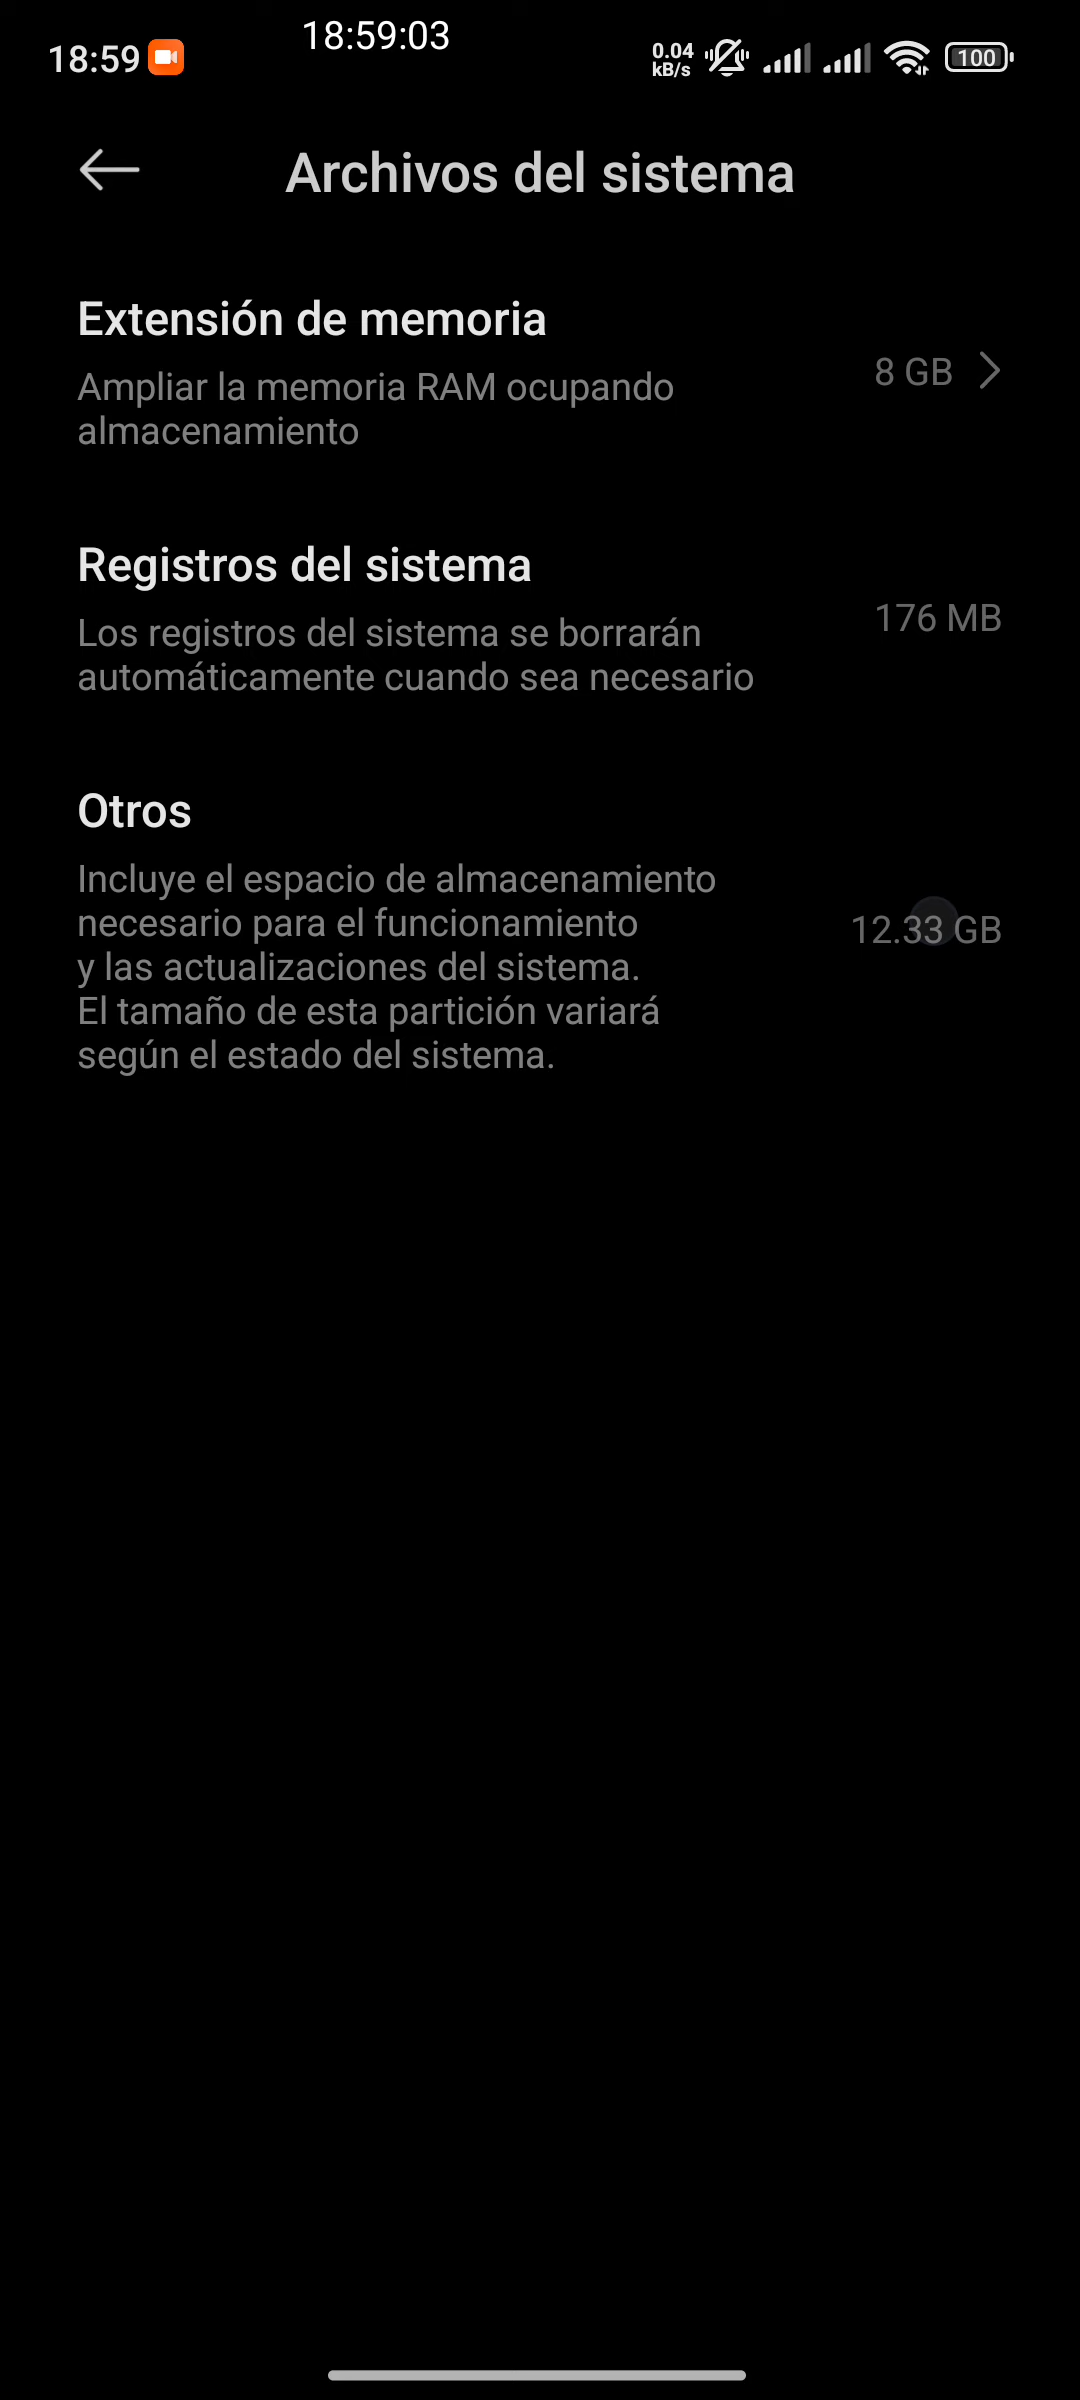 18:59
18:59:03
0.04
kB/s
100
Archivos del sistema
Extensión de memoria
Ampliar la memoria RAM ocupando
almacenamiento
8 GB
Registros del sistema
Los registros del sistema se borrarán
automáticamente cuando sea necesario
176 MB
Otros
Incluye el espacio de almacenamiento
necesario para el funcionamiento
y las actualizaciones del sistema.
El tamaño de esta partición variará
según el estado del sistema.
12.33 GB